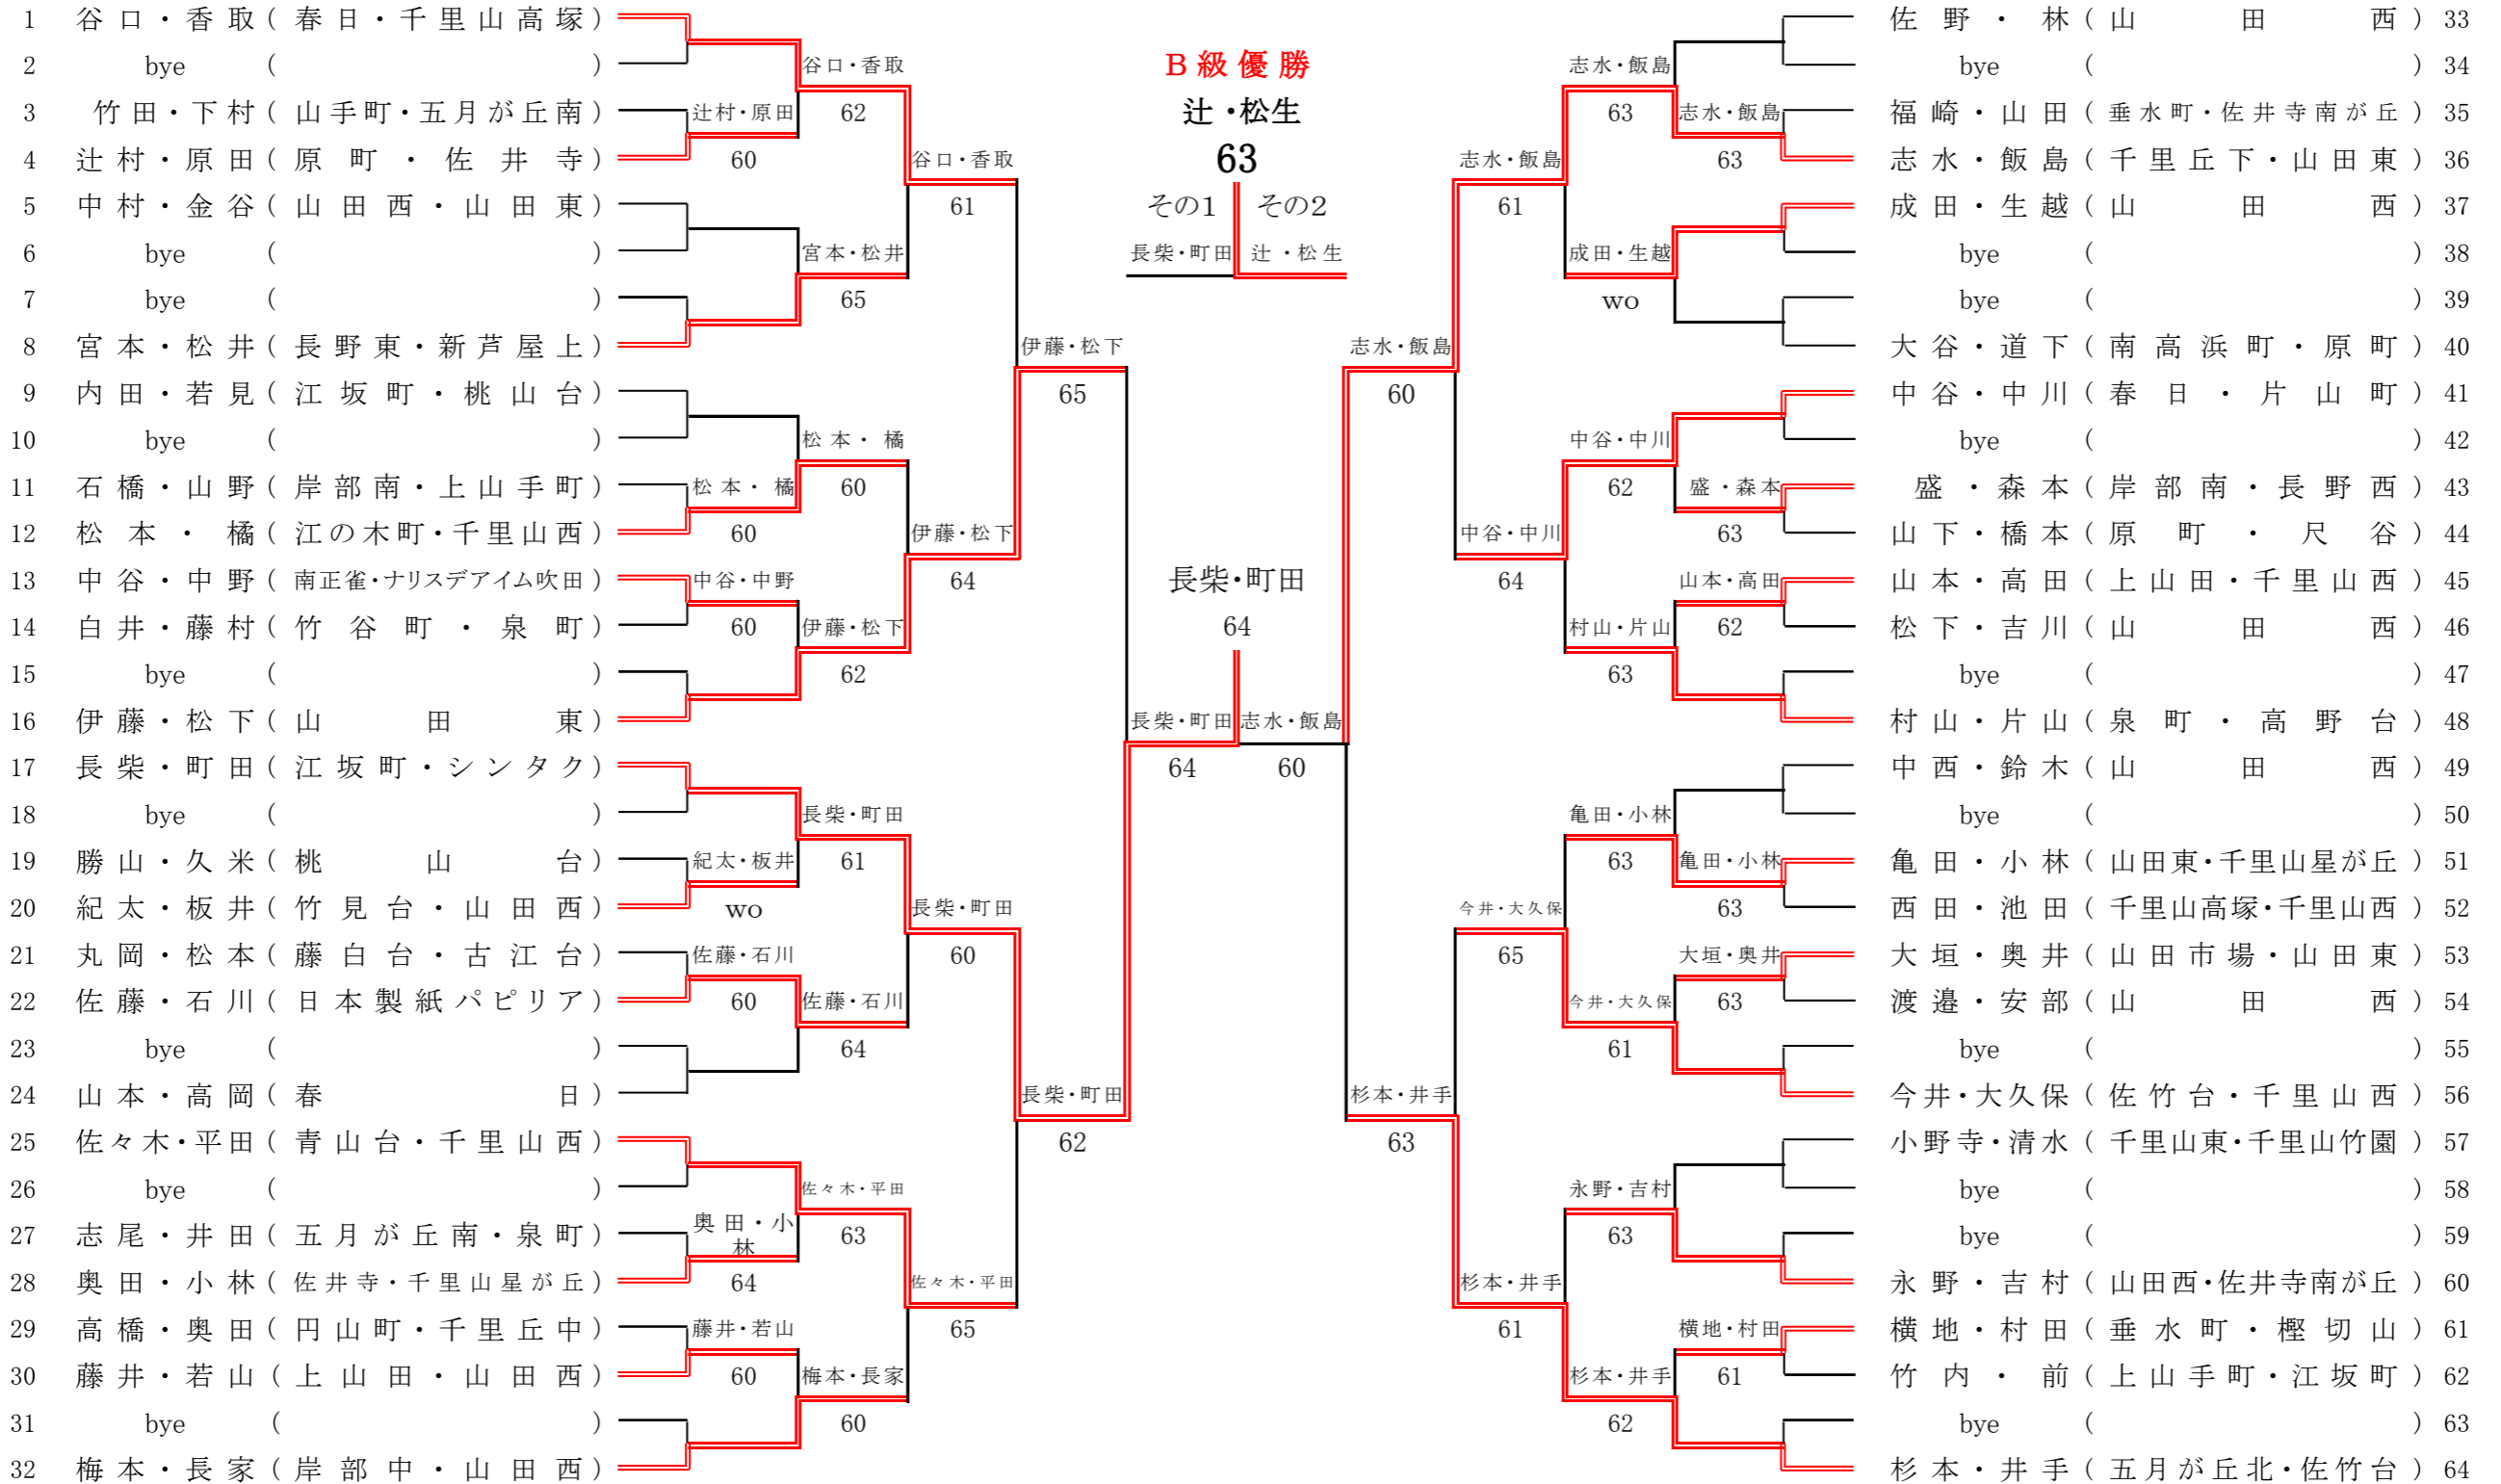 1 谷口・香取(春日・千里山高塚)
2 bye ( )
3 竹田・下村(山手町・五月が丘南)
4 辻村・原田(原町・佐井寺)
5 中村・金谷(山田西・山田東)
6 bye ( )
7 bye ( )
8 宮本・松井(長野東・新芦屋上)
9 内田・若見(江坂町・桃山台)
10 bye ( )
11 石橋・山野(岸部南・上山手町)
12 松本・橘(江の木町・千里山西)
13 中谷・中野(南正雀・ナリスデアイム吹田)
14 白井・藤村(竹谷町・泉町)
15 bye ( )
16 伊藤・松下(山田東)
17 長柴・町田(江坂町・シンタク)
18 bye ( )
19 勝山・久米(桃山台)
20 紀太・板井(竹見台・山田西)
21 丸岡・松本(藤白台・古江台)
22 佐藤・石川(日本製紙パピリア)
23 bye ( )
24 山本・高岡(春日)
25 佐々木・平田(青山台・千里山西)
26 bye ( )
27 志尾・井田(五月が丘南・泉町)
28 奥田・小林(佐井寺・千里山星が丘)
29 高橋・奥田(円山町・千里丘中)
30 藤井・若山(上山田・山田西)
31 bye ( )
32 梅本・長家(岸部中・山田西)
辻村・原田
60
松本・橘
60
中谷・中野
60
紀太・板井
wo
佐藤・石川
60
奥田・小
林
64
藤井・若山
60
谷口・香取
62
宮本・松井
65
松本・橘
60
伊藤・松下
62
長柴・町田
61
佐藤・石川
64
佐々木・平田
63
梅本・長家
60
谷口・香取
61
伊藤・松下
64
長柴・町田
60
佐々木・平田
65
伊藤・松下
65
長柴・町田
62
B級優勝
辻・松生
63
その1 その2
長柴・町田 辻・松生
長柴・町田
64
長柴・町田 志水・飯島
64 60
志水・飯島
60
杉本・井手
63
志水・飯島
61
中谷・中川
64
今井・大久保
65
杉本・井手
61
志水・飯島
63
成田・生越
wo
中谷・中川
62
村山・片山
63
亀田・小林
63
今井・大久保
61
永野・吉村
63
杉本・井手
62
志水・飯島
63
盛・森本
63
山本・高田
62
亀田・小林
63
大垣・奥井
63
横地・村田
61
佐野・林(山田西) 33
bye ( ) 34
福崎・山田(垂水町・佐井寺南が丘) 35
志水・飯島(千里丘下・山田東) 36
成田・生越(山田西) 37
bye ( ) 38
bye ( ) 39
大谷・道下(南高浜町・原町) 40
中谷・中川(春日・片山町) 41
bye ( ) 42
盛・森本(岸部南・長野西) 43
山下・橋本(原町・尺谷) 44
山本・高田(上山田・千里山西) 45
松下・吉川(山田西) 46
bye ( ) 47
村山・片山(泉町・高野台) 48
中西・鈴木(山田西) 49
bye ( ) 50
亀田・小林(山田東・千里山星が丘) 51
西田・池田(千里山高塚・千里山西) 52
大垣・奥井(山田市場・山田東) 53
渡邉・安部(山田西) 54
bye ( ) 55
今井・大久保(佐竹台・千里山西) 56
小野寺・清水(千里山東・千里山竹園) 57
bye ( ) 58
bye ( ) 59
永野・吉村(山田西・佐井寺南が丘) 60
横地・村田(垂水町・樫切山) 61
竹内・前(上山手町・江坂町) 62
bye ( ) 63
杉本・井手(五月が丘北・佐竹台) 64